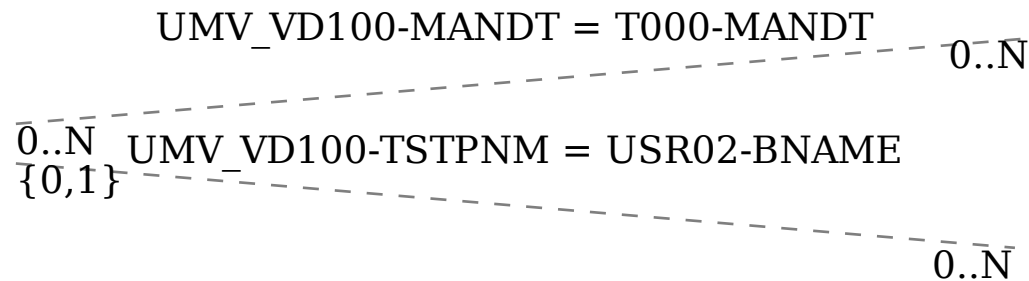 UMV_VD100-MANDT = T000-MANDT
0..N
0..N
UMV_VD100-TSTPNM = USR02-BNAME
{0,1}
0..N